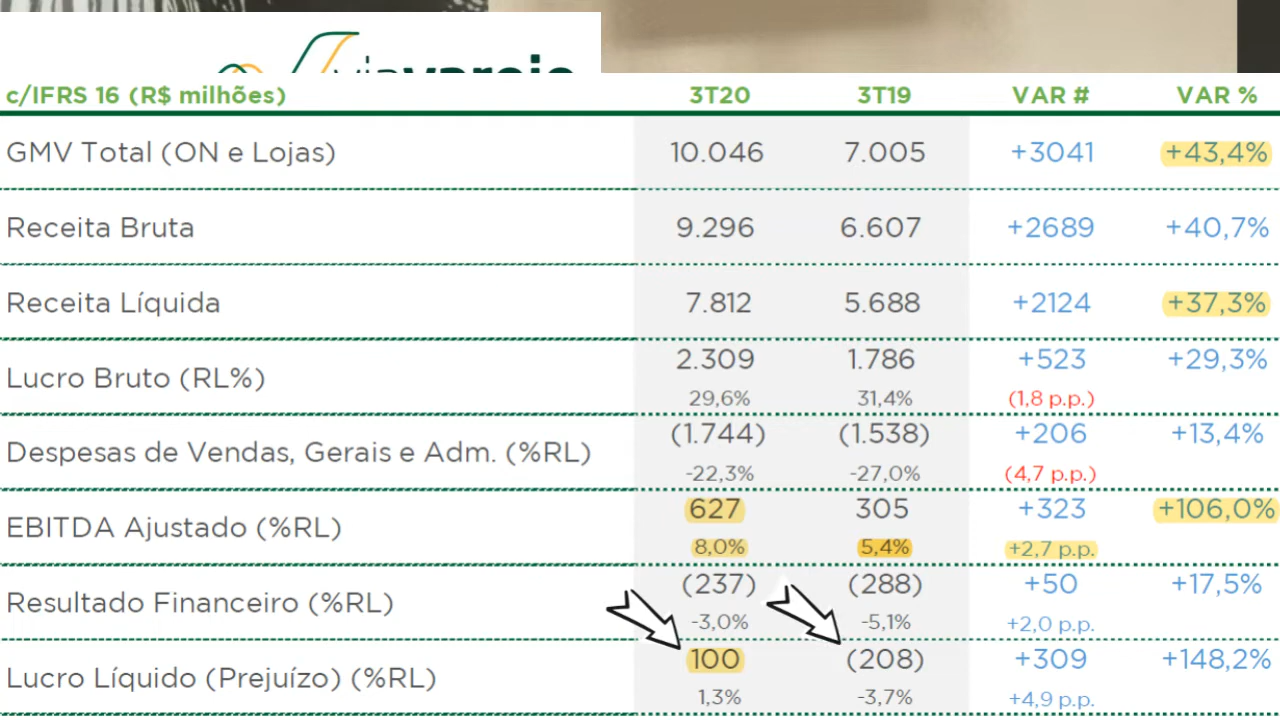 viavarejo
c/IFRS 16 (R$ milhões) 3T20 3T19 VAR # VAR %
GMV Total (ON e Lojas) 10.046 7.005 +3041 +43,4%
Receita Bruta 9.296 6.607 +2689 +40,7%
Receita Líquida 7.812 5.688 +2124 +37,3%
Lucro Bruto (RL%) 2.309 1.786 +523 +29,3%
29,6% 31,4% (1,8 p.p.)
Despesas de Vendas, Gerais e Adm. (%RL) (1.744) (1.538) +206 +13,4%
-22,3% -27,0% (4,7 p.p.)
EBITDA Ajustado (%RL) 627 305 +323 +106,0%
8,0% 5,4% +2,7 p.p.
Resultado Financeiro (%RL) (237) (288) +50 +17,5%
-3,0% -5,1% +2,0 p.p.
Lucro Líquido (Prejuízo) (%RL) 100 (208) +309 +148,2%
1,3% -3,7% +4,9 p.p.